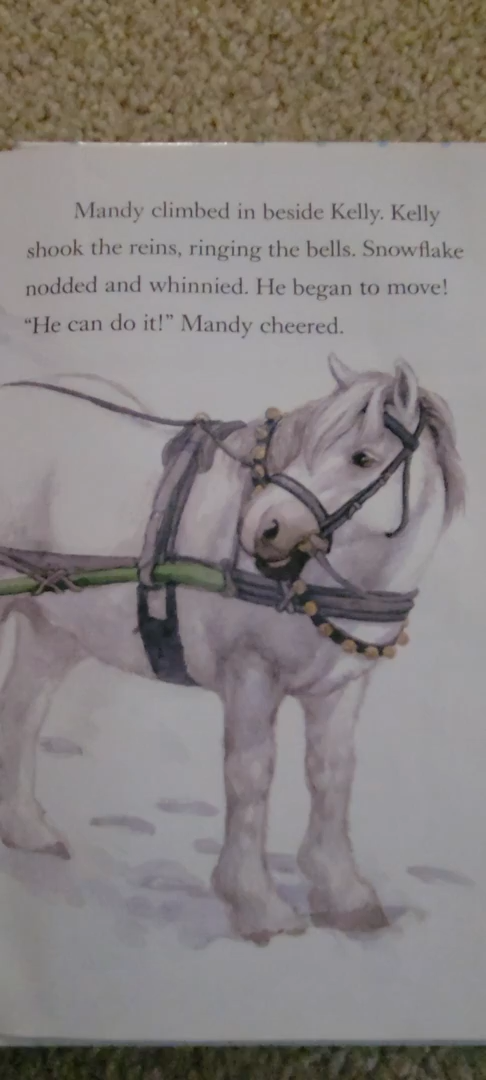 Mandy climbed in beside Kelly. Kelly
shook the reins, ringing the bells. Snowflake
nodded and whinnied. He began to move!
“He can do it!” Mandy cheered.